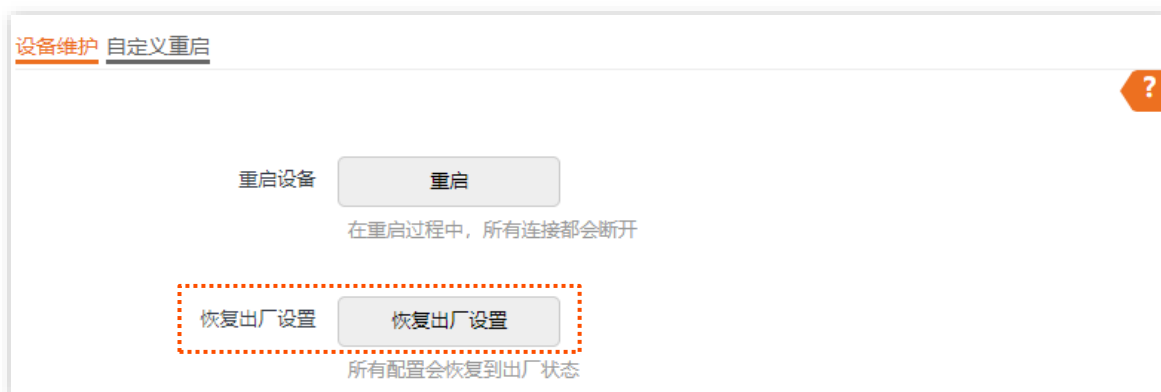 设备维护 自定义重启
?
重启设备 重启
在重启过程中，所有连接都会断开
恢复出厂设置 恢复出厂设置
所有配置会恢复到出厂状态